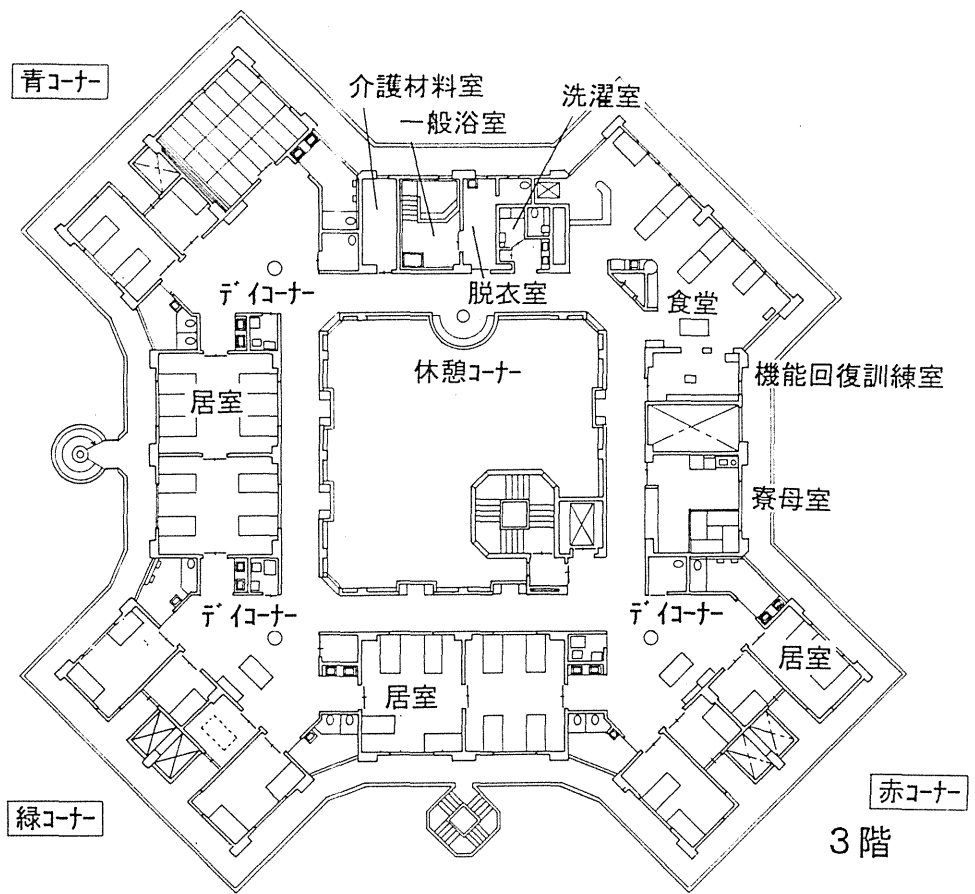 青コーナー
介護材料室
一般浴室
洗濯室
デイコーナー
脱衣室
食堂
休憩コーナー
機能回復訓練室
居室
寮母室
デイコーナー
デイコーナー
居室
居室
緑コーナー
赤コーナー
3階